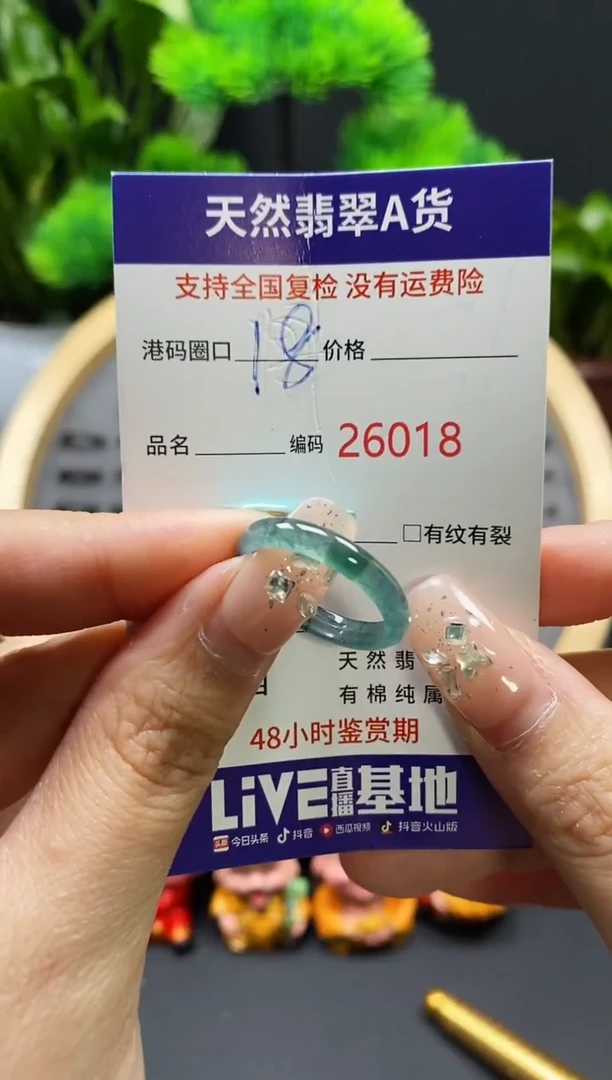 天然翡翠A货
支持全国复检 没有运费险
港码圈口 18 价格
品名 编码 26018
□有纹有裂
天然翡
有棉纯属
48小时鉴赏期
LiVE直播基地
头条 今日头条 抖音 西瓜视频 抖音火山版